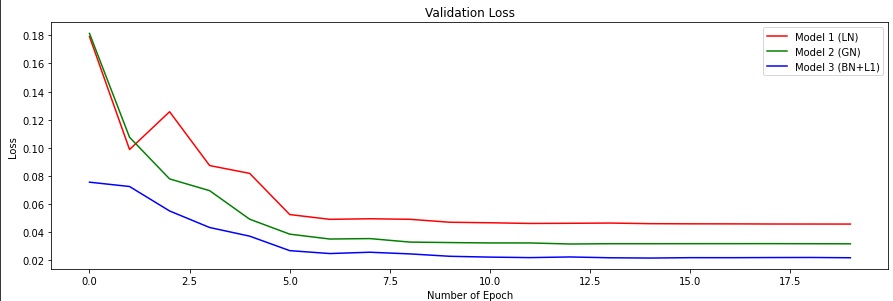 Validation Loss
Loss
0.18
0.16
0.14
0.12
0.10
0.08
0.06
0.04
0.02
Model 1 (LN)
Model 2 (GN)
Model 3 (BN+L1)
0.0 2.5 5.0 7.5 10.0 12.5 15.0 17.5
Number of Epoch